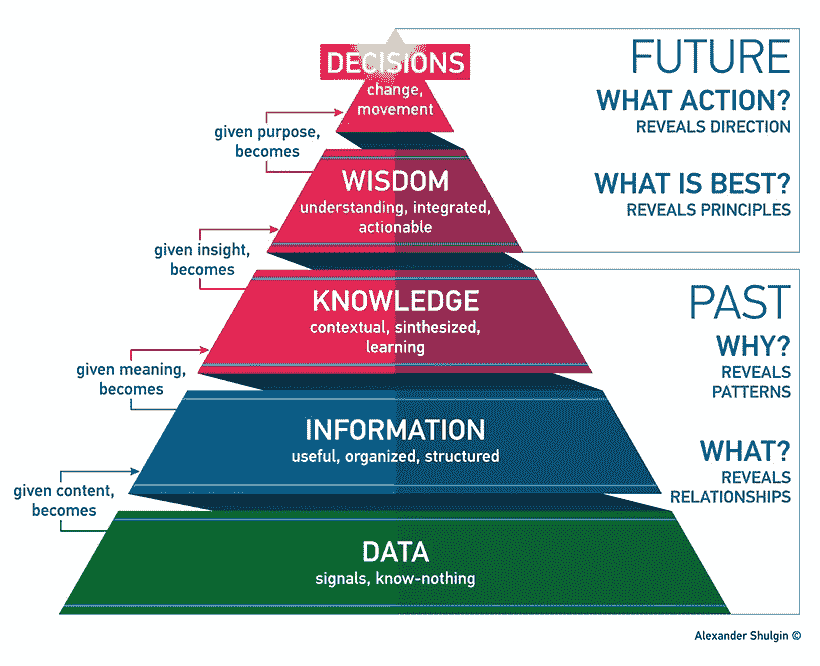 DECISIONS
change,
movement
given purpose,
becomes
WISDOM
understanding, integrated,
actionable
given insight,
becomes
KNOWLEDGE
contextual, sinthesized,
learning
given meaning,
becomes
INFORMATION
useful, organized, structured
given content,
becomes
DATA
signals, know-nothing
FUTURE
WHAT ACTION?
REVEALS DIRECTION
WHAT IS BEST?
REVEALS PRINCIPLES
PAST
WHY?
REVEALS
PATTERNS
WHAT?
REVEALS
RELATIONSHIPS
Alexander Shulgin ©